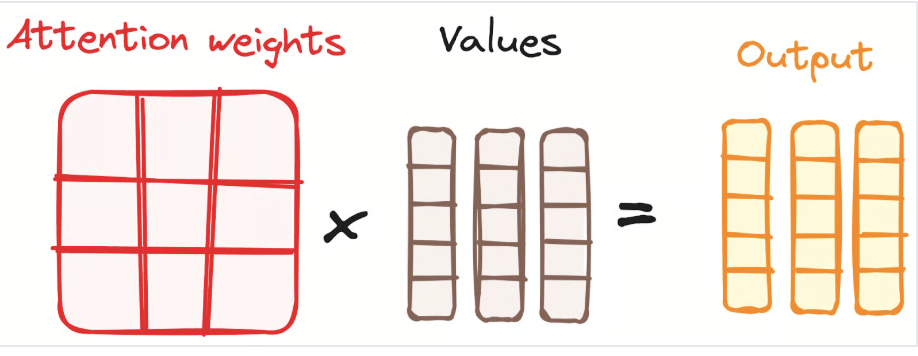 Attention weights
Values
Output
×
=